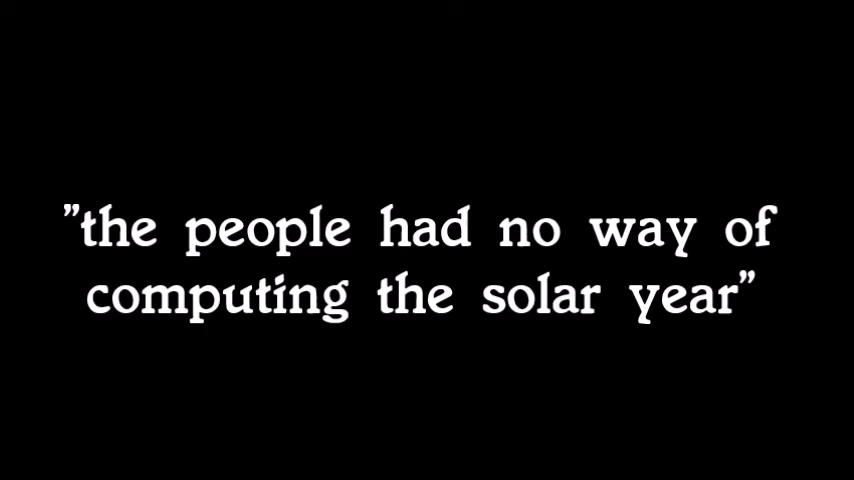 ”the people had no way of
computing the solar year”